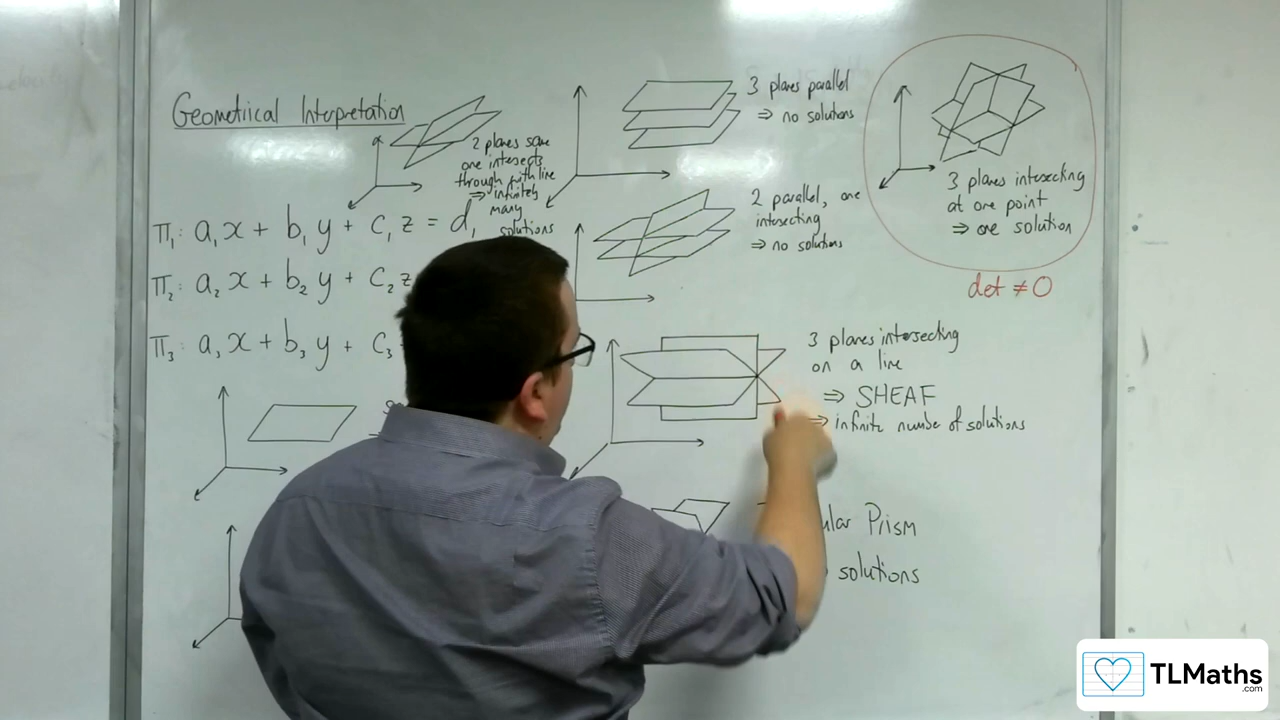 Geometrical Interpretation
2 planes same
one intersects
through with line
⇒ infinitely
many
solutions
3 planes parallel
⇒ no solutions
3 planes intersecting
at one point
⇒ one solution
det ≠ 0
2 parallel, one
intersecting
⇒ no solutions
π₁: a₁x + b₁y + c₁z = d₁
π₂: a₂x + b₂y + c₂z
π₃: a₃x + b₃y + c₃
3 planes intersecting
on a line
⇒ SHEAF
⇒ infinite number of solutions
Prism
solutions
TLMaths
.com